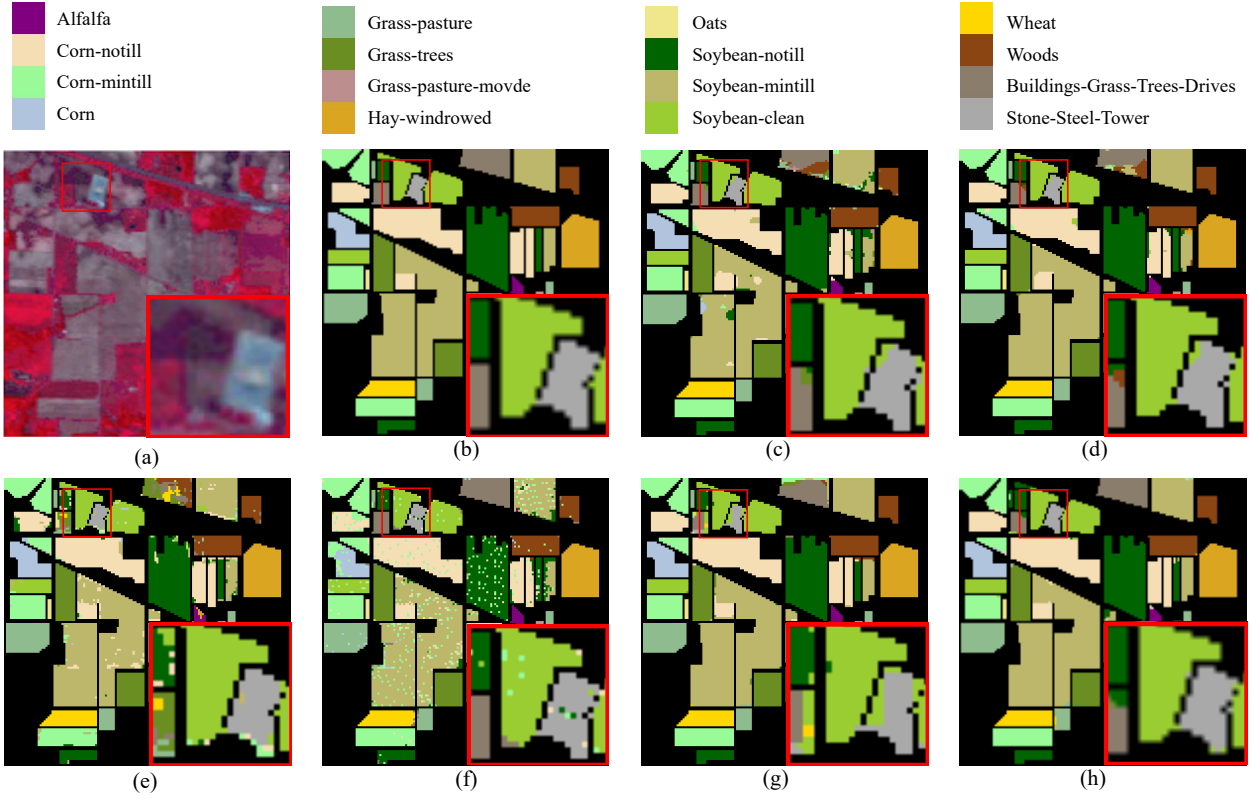 Alfalfa
Corn-notill
Corn-mintill
Corn
Grass-pasture
Grass-trees
Grass-pasture-movde
Hay-windrowed
Oats
Soybean-notill
Soybean-mintill
Soybean-clean
Wheat
Woods
Buildings-Grass-Trees-Drives
Stone-Steel-Tower
(a)
(b)
(c)
(d)
(e)
(f)
(g)
(h)